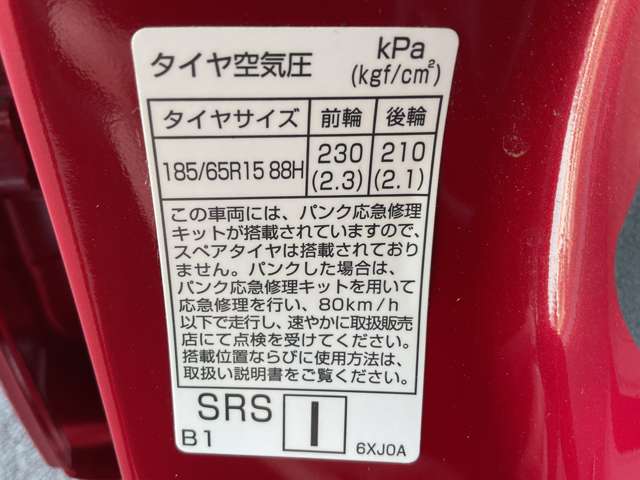 タイヤ空気圧 kPa
(kgf/cm²)
タイヤサイズ 前輪 後輪
185/65R15 88H 230 210
(2.3) (2.1)
この車両には、パンク応急修理
キットが搭載されていますので、
スペアタイヤは搭載されておりません
ません。パンクした場合は、
パンク応急修理キットを用いて
応急修理を行い、80km/h
以下で走行し、速やかに取扱販売
店にて点検を受けてください。
搭載位置ならびに使用方法は、
取扱い説明書をご覧ください。
SRS I
B1 6XJ0A